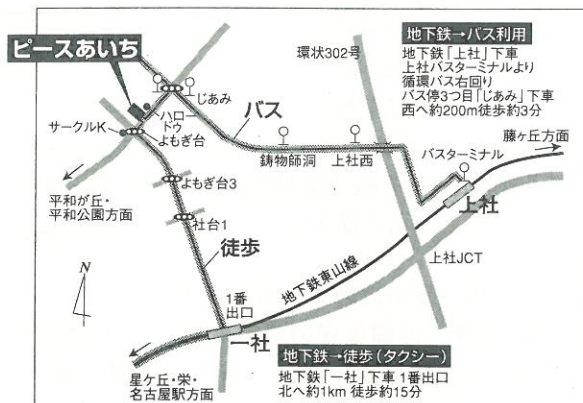 ピースあいち
環状302号
地下鉄→バス利用
地下鉄「上社」下車
上社バスターミナルより
循環バス右回り
バス停3つ目「じあみ」下車
西へ約200m徒歩約3分
じあみ
バス
ハロー
ドゥ
サークルK
よもぎ台
藤ヶ丘方面
鋳物師洞
上社西
バスターミナル
よもぎ台3
平和が丘・
平和公園方面
上社
社台1
徒歩
上社JCT
地下鉄東山線
N
1番
出口
一社
地下鉄→徒歩(タクシー)
地下鉄「一社」下車 1番出口
北へ約1km 徒歩約15分
星ケ丘・栄・
名古屋駅方面